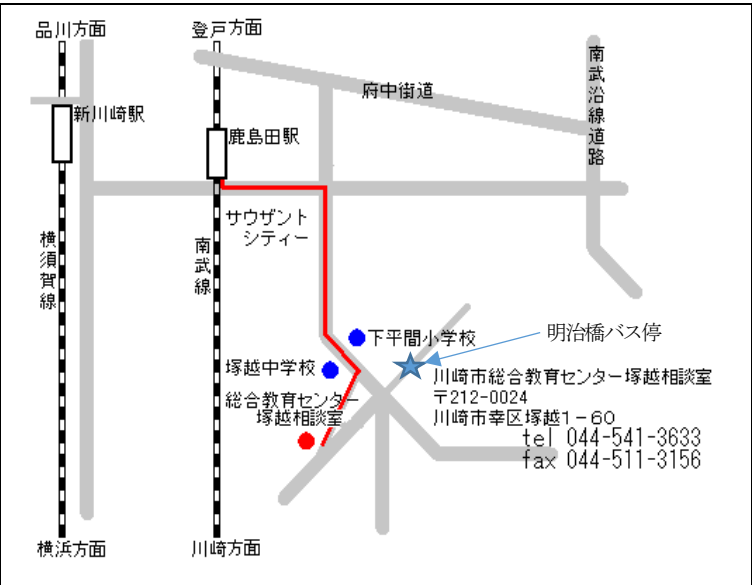 品川方面
登戸方面
府中街道
南武沿線道路
新川崎駅
鹿島田駅
サウザント
シティー
横須賀線
南武線
下平間小学校
明治橋バス停
塚越中学校
総合教育センター
塚越相談室
川崎市総合教育センター塚越相談室
〒212-0024
川崎市幸区塚越1-60
tel 044-541-3633
fax 044-511-3156
横浜方面
川崎方面